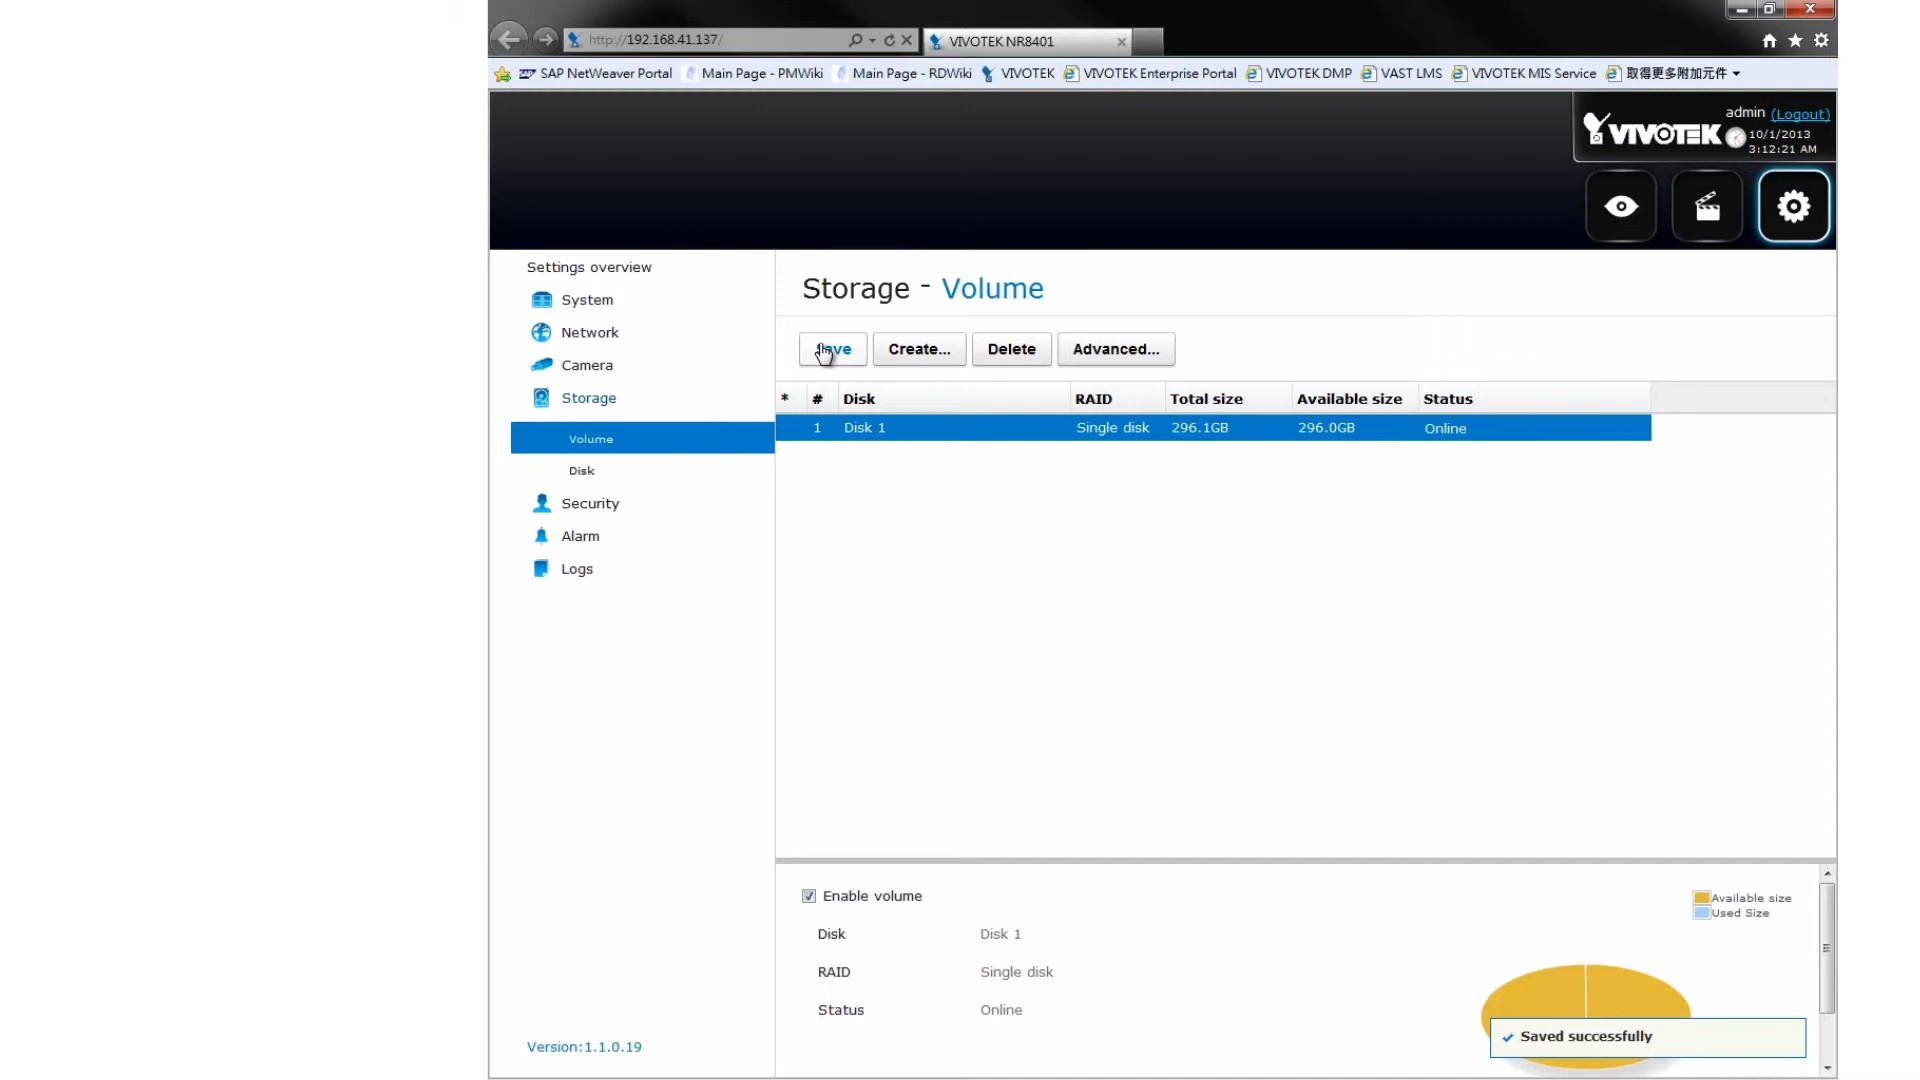 http://192.168.41.137/
VIVOTEK NR8401
SAP NetWeaver Portal
Main Page - PMWiki
Main Page - RDWiki
VIVOTEK
VIVOTEK Enterprise Portal
VIVOTEK DMP
VAST LMS
VIVOTEK MIS Service
取得更多附加元件
VIVOTEK
admin (Logout)
10/1/2013
3:12:21 AM
Settings overview
System
Network
Camera
Storage
Volume
Disk
Security
Alarm
Logs
Version:1.1.0.19
Storage - Volume
Create... Delete Advanced...
* # Disk RAID Total size Available size Status
1 Disk 1 Single disk 296.1GB 296.0GB Online
Enable volume
Disk Disk 1
RAID Single disk
Status Online
Available size
Used Size
Saved successfully